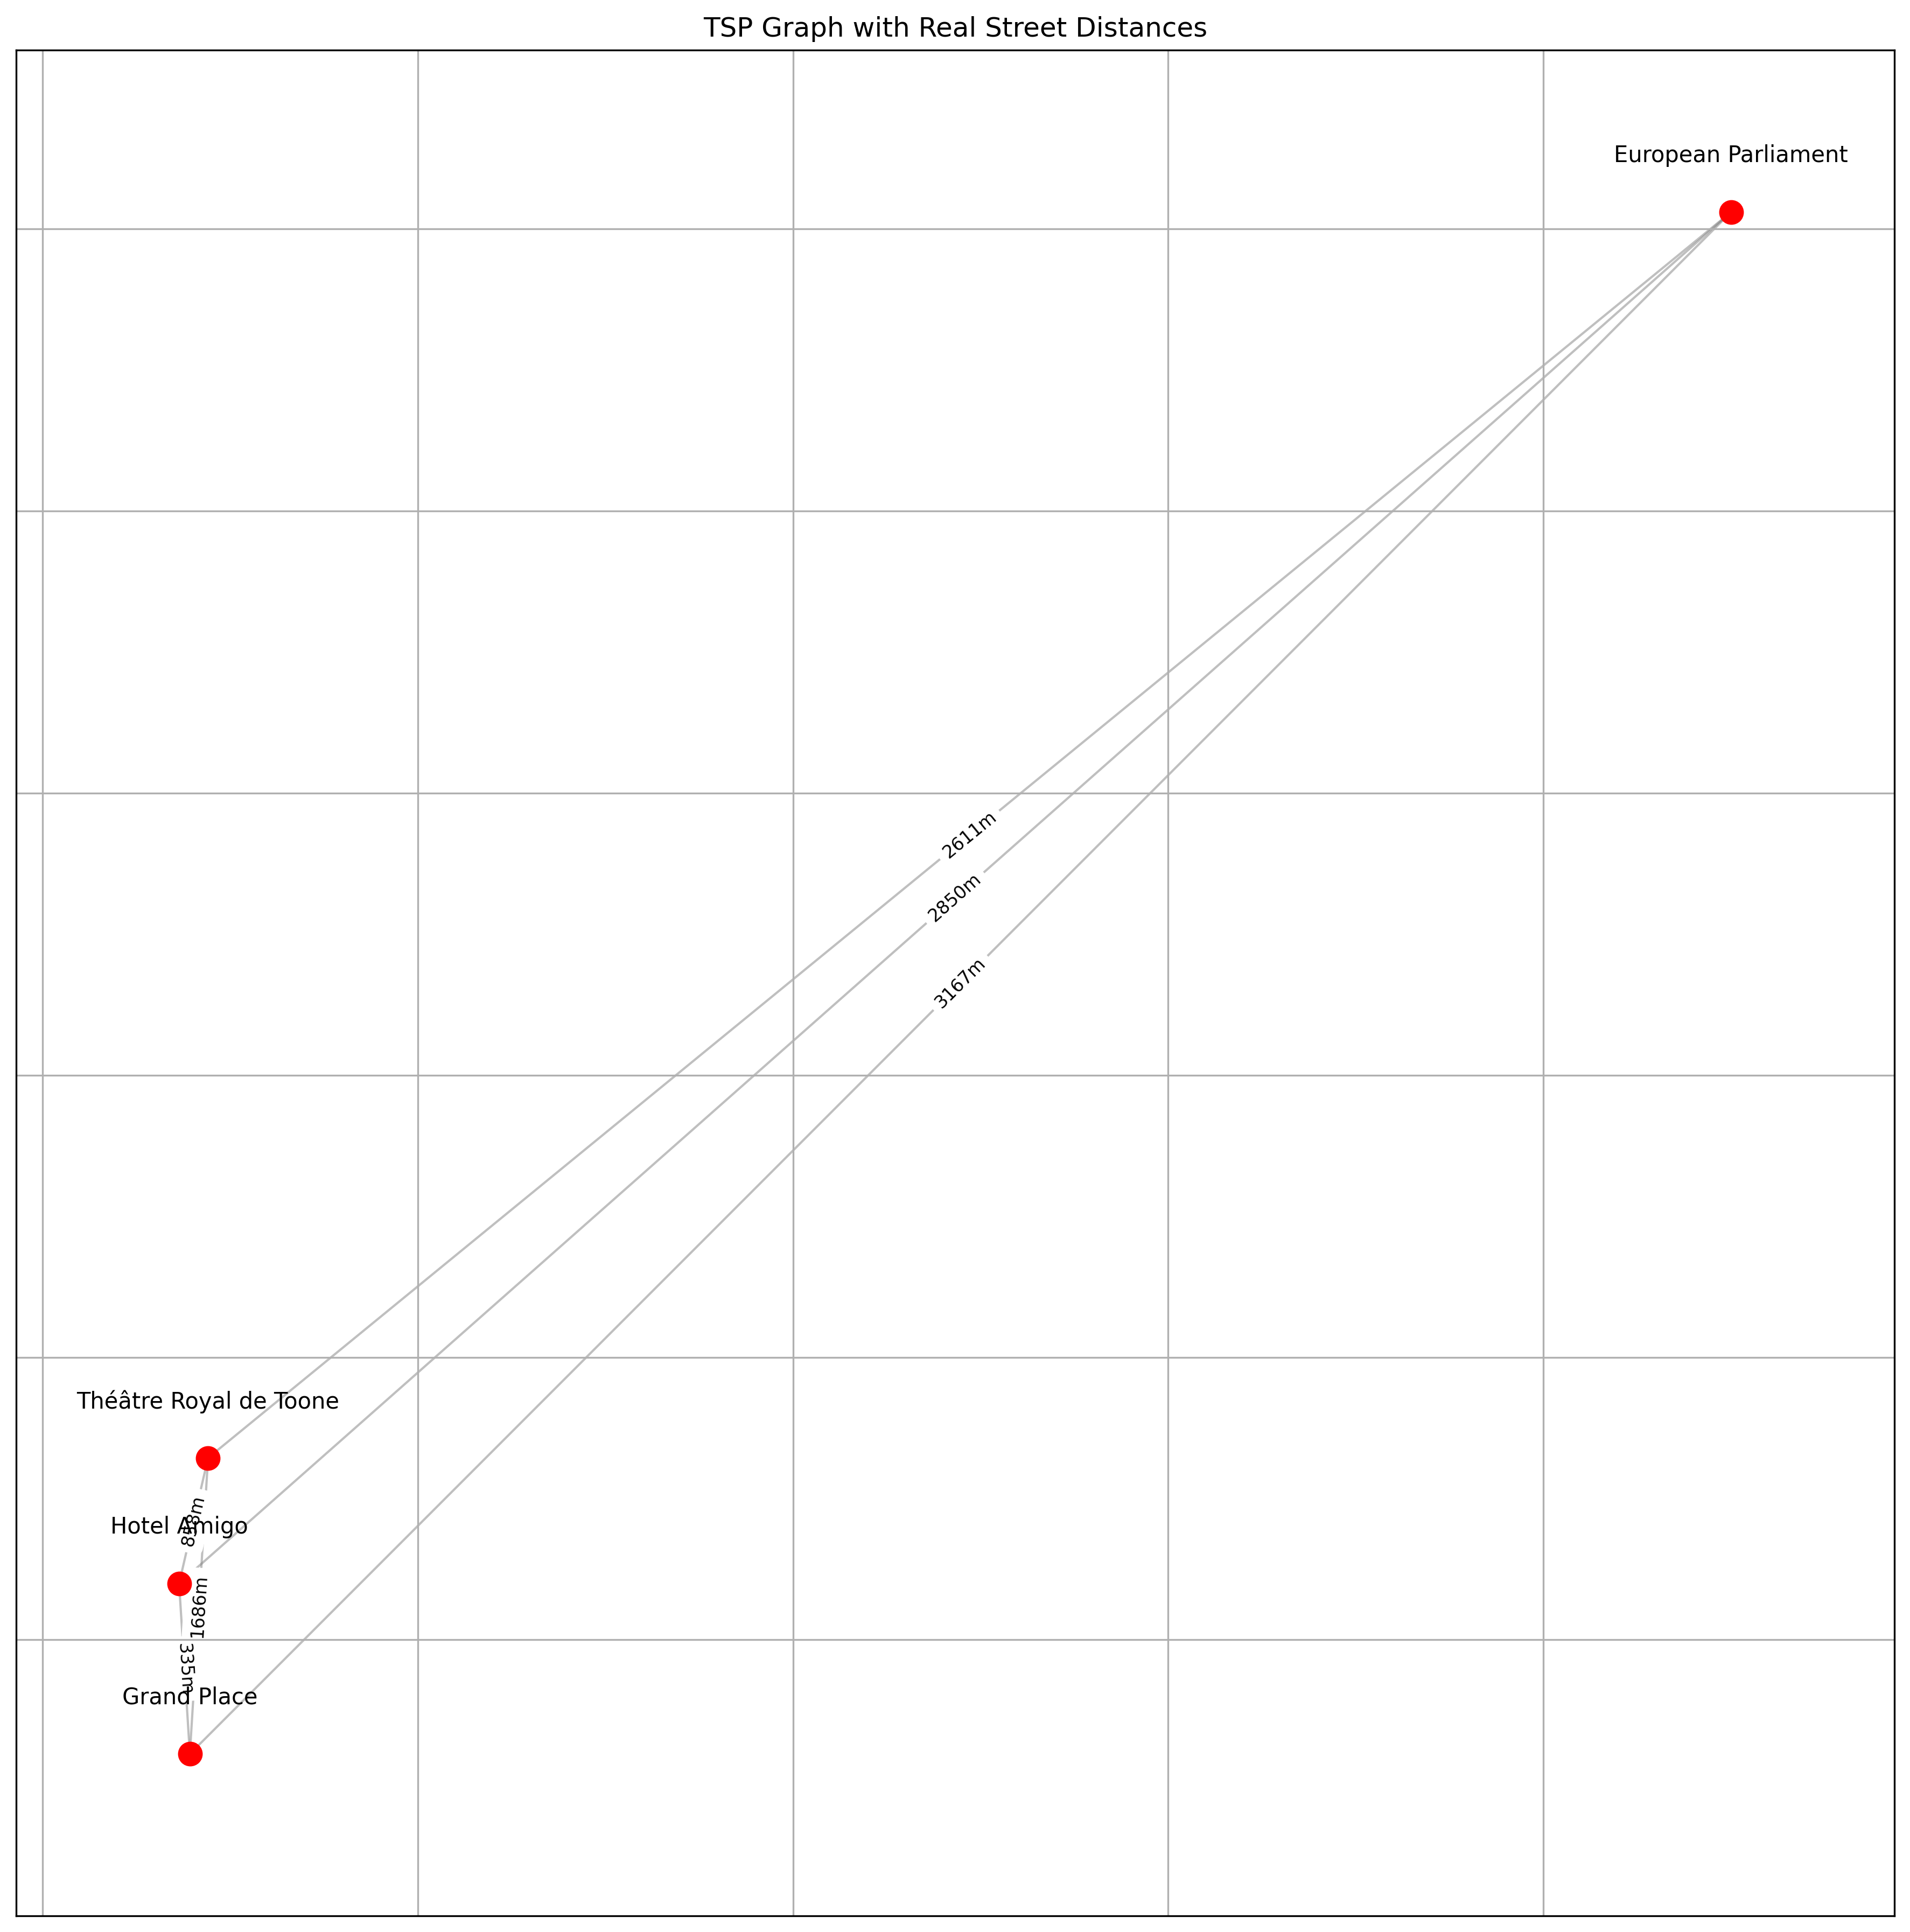 TSP Graph with Real Street Distances
European Parliament
2611m
2850m
3167m
Théâtre Royal de Toone
Hotel Amigo
1686m
335m
Grand Place